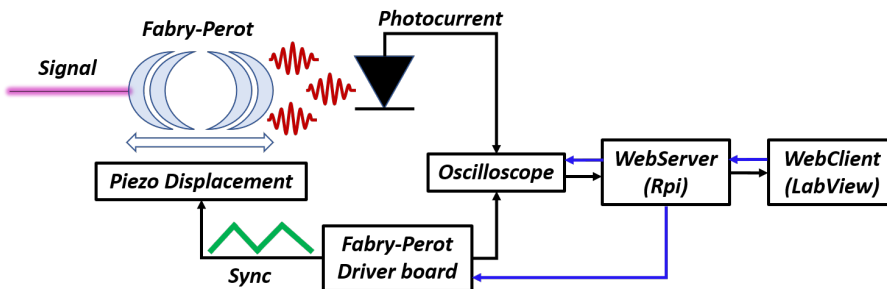 Photocurrent
Fabry-Perot
Signal
Piezo Displacement
Oscilloscope
WebServer
(Rpi)
WebClient
(LabView)
Fabry-Perot
Driver board
Sync